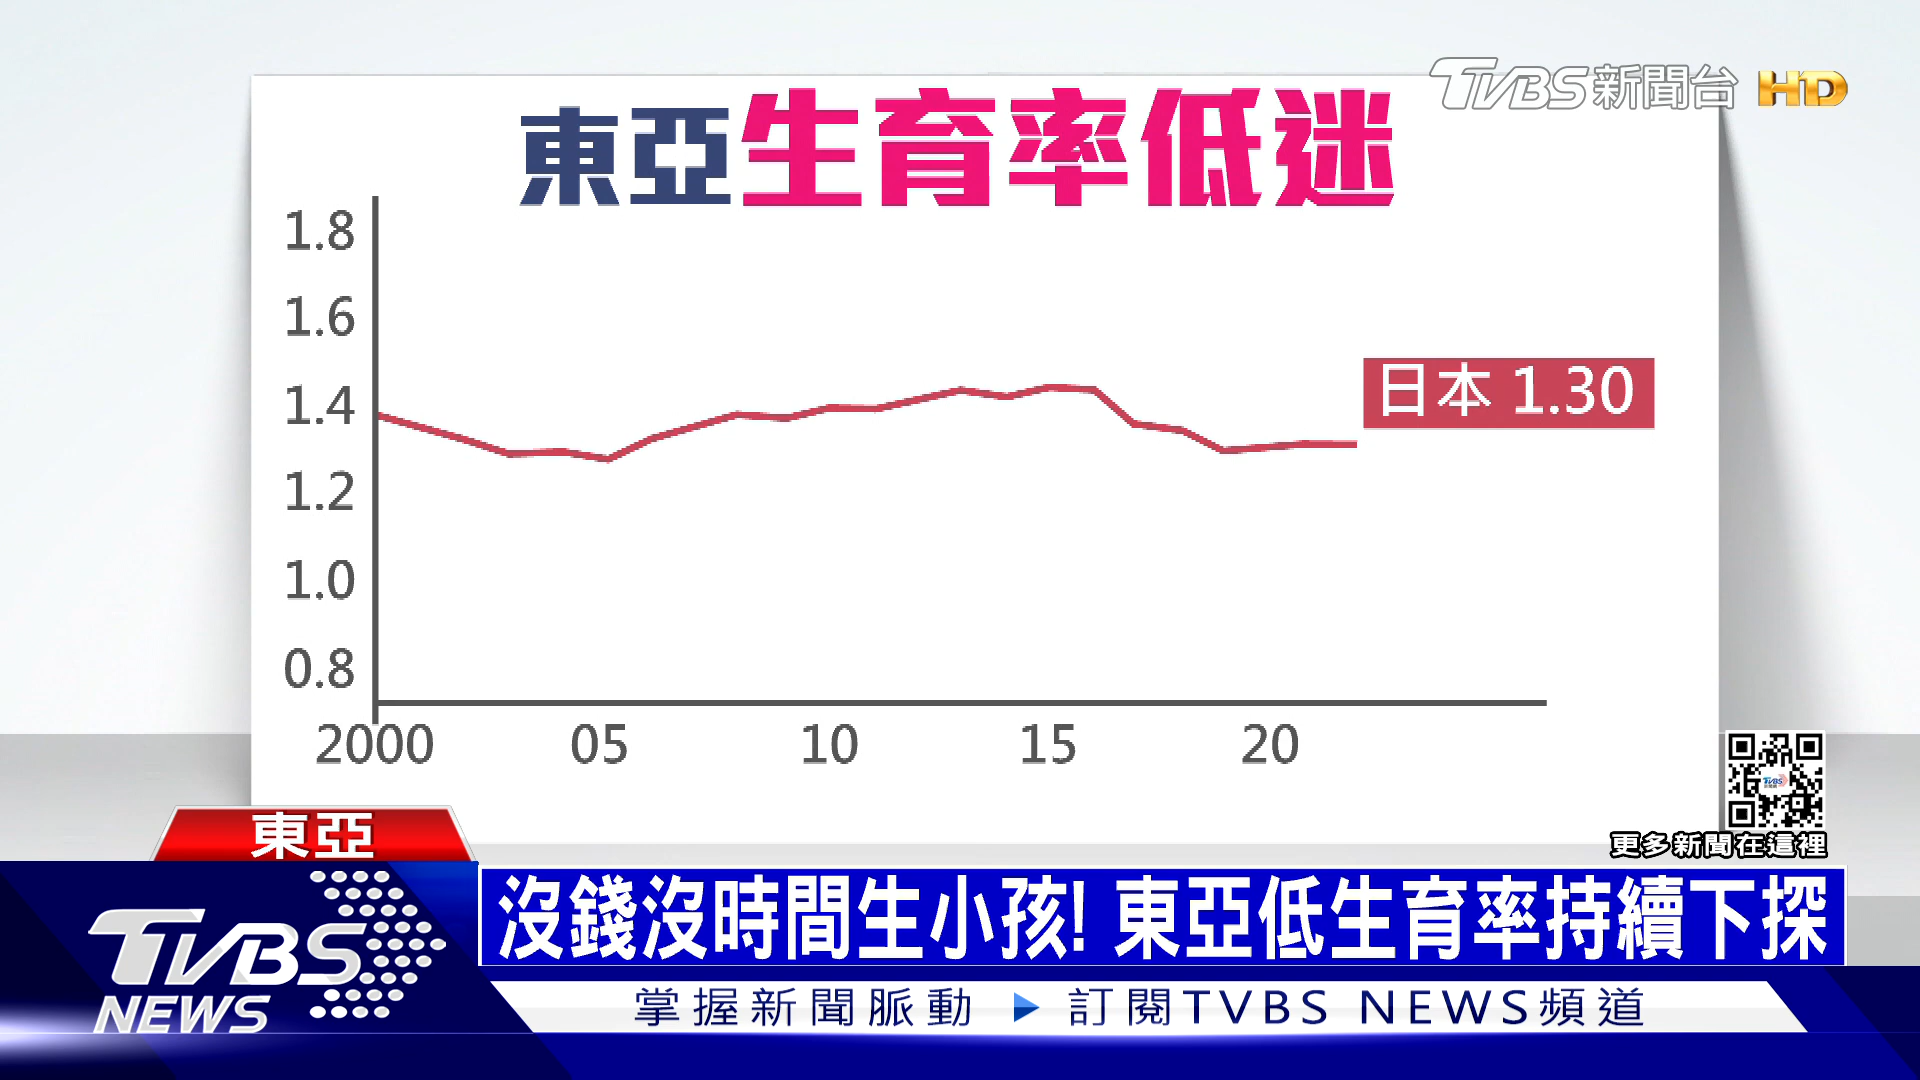 TVBS新聞台 HD
東亞生育率低迷
1.8
1.6
1.4
1.2
1.0
0.8
日本 1.30
2000 05 10 15 20
TVBS
更多新聞在這裡
東亞
沒錢沒時間生小孩! 東亞低生育率持續下探
TVBS
NEWS
掌握新聞脈動 ▶ 訂閱TVBS NEWS頻道